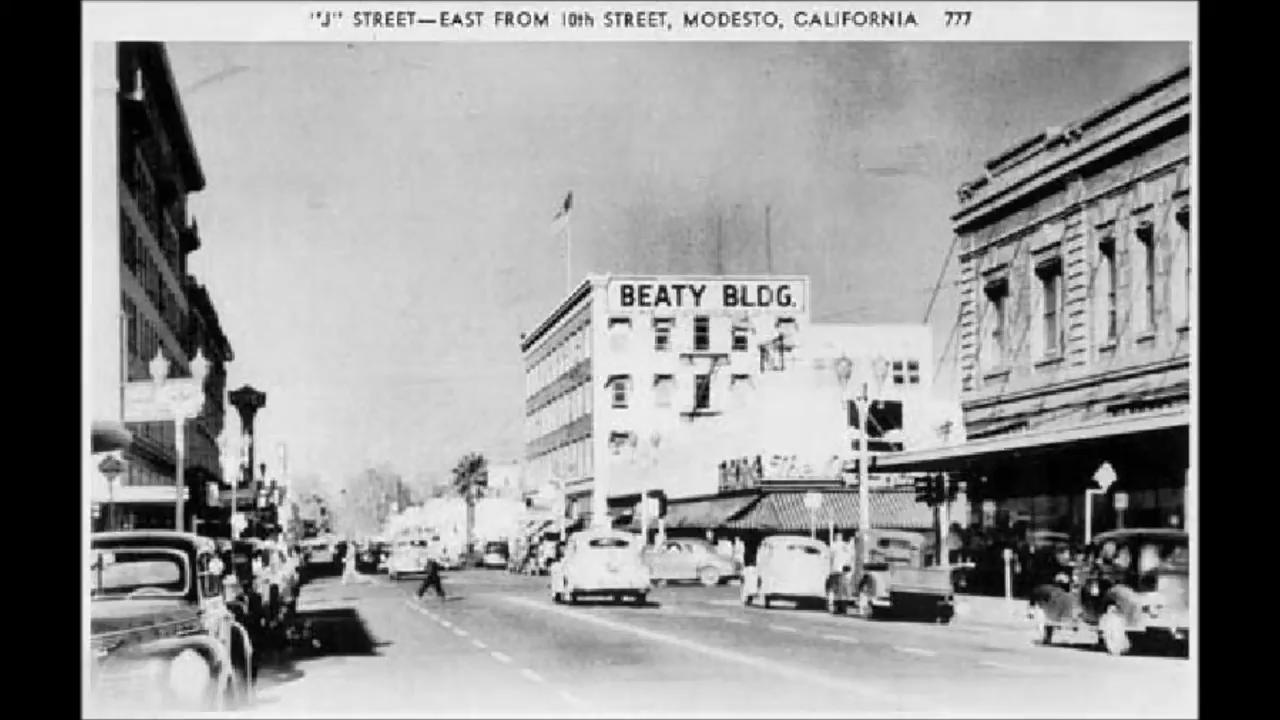 "J" STREET—EAST FROM 10th STREET, MODESTO, CALIFORNIA 777
BEATY BLDG.